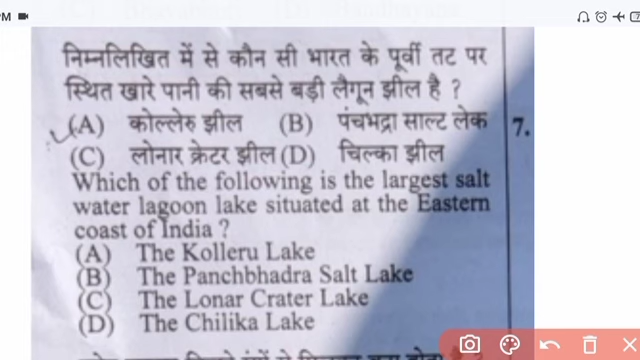 PM
निम्नलिखित में से कौन सी भारत के पूर्वी तट पर
स्थित खारे पानी की सबसे बड़ी लैगून झील है ?
(A) कोल्लेरु झील (B) पंचभद्रा साल्ट लेक
(C) लोनार क्रेटर झील (D) चिल्का झील
7.
Which of the following is the largest salt
water lagoon lake situated at the Eastern
coast of India ?
(A) The Kolleru Lake
(B) The Panchbhadra Salt Lake
(C) The Lonar Crater Lake
(D) The Chilika Lake